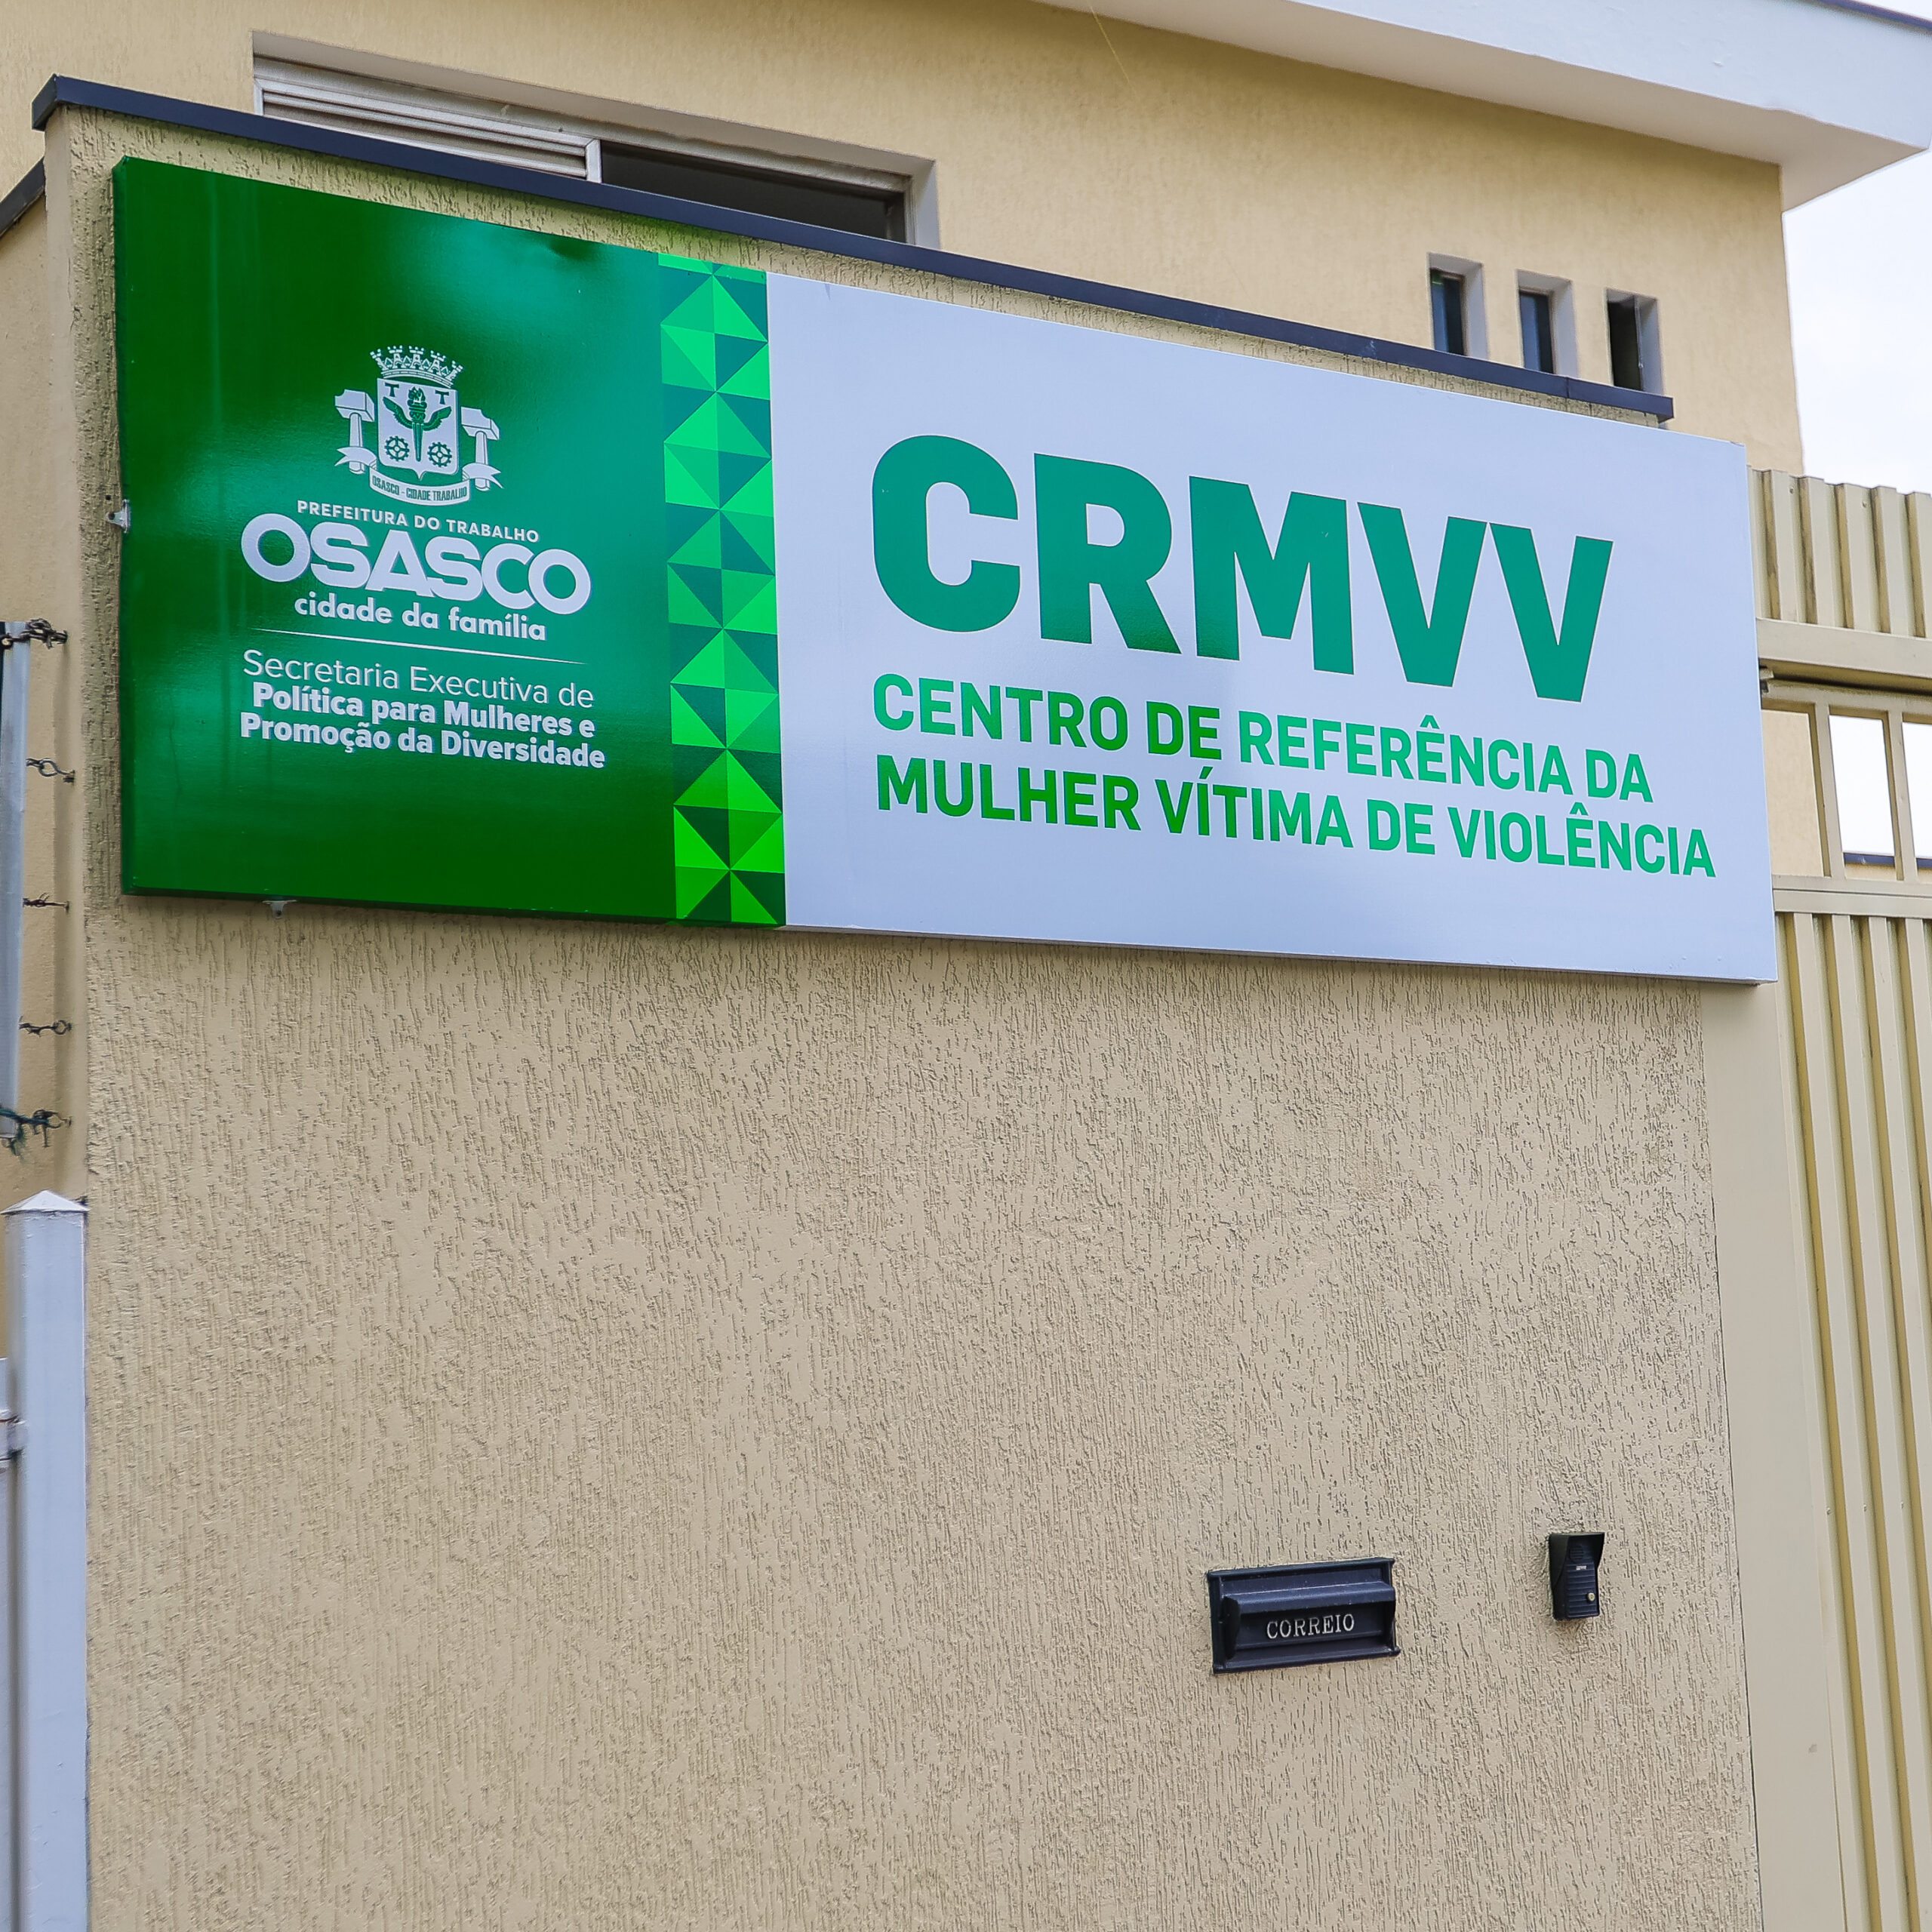 OSASCO - CIDADE TRABALHO
PREFEITURA DO TRABALHO
OSASCO
cidade da família
Secretaria Executiva de
Política para Mulheres e
Promoção da Diversidade
CRMVV
CENTRO DE REFERÊNCIA DA
MULHER VÍTIMA DE VIOLÊNCIA
CORREIO